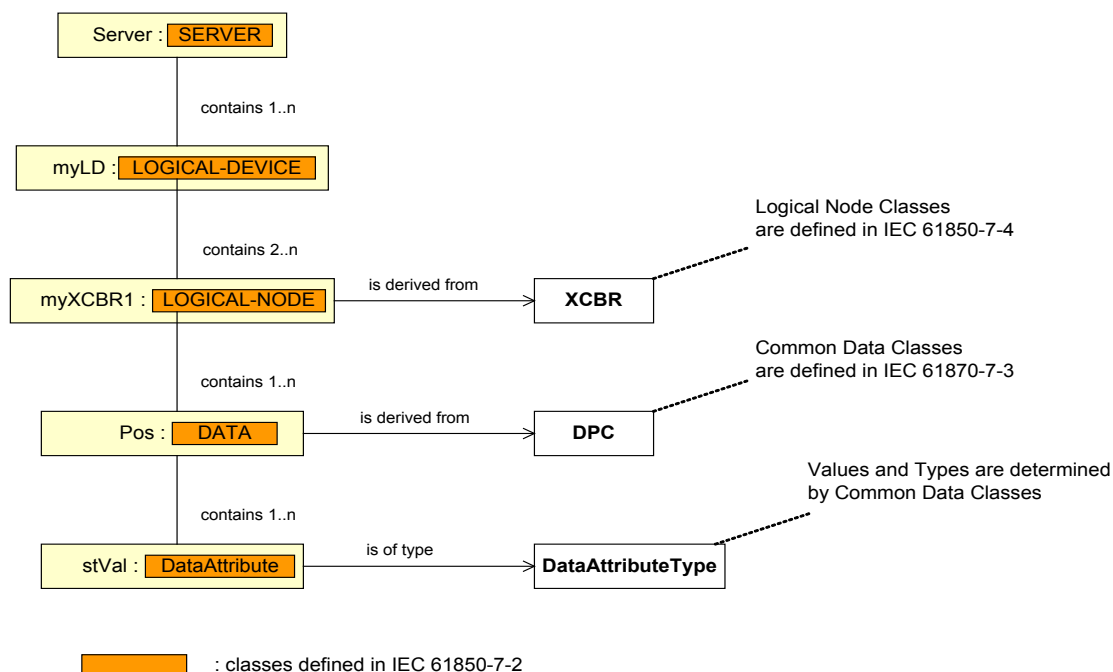 Server : SERVER
contains 1..n
myLD : LOGICAL-DEVICE
Logical Node Classes
are defined in IEC 61850-7-4
contains 2..n
myXCBR1 : LOGICAL-NODE
is derived from
XCBR
Common Data Classes
are defined in IEC 61870-7-3
contains 1..n
Pos : DATA
is derived from
DPC
Values and Types are determined
by Common Data Classes
contains 1..n
stVal : DataAttribute
is of type
DataAttributeType
: classes defined in IEC 61850-7-2